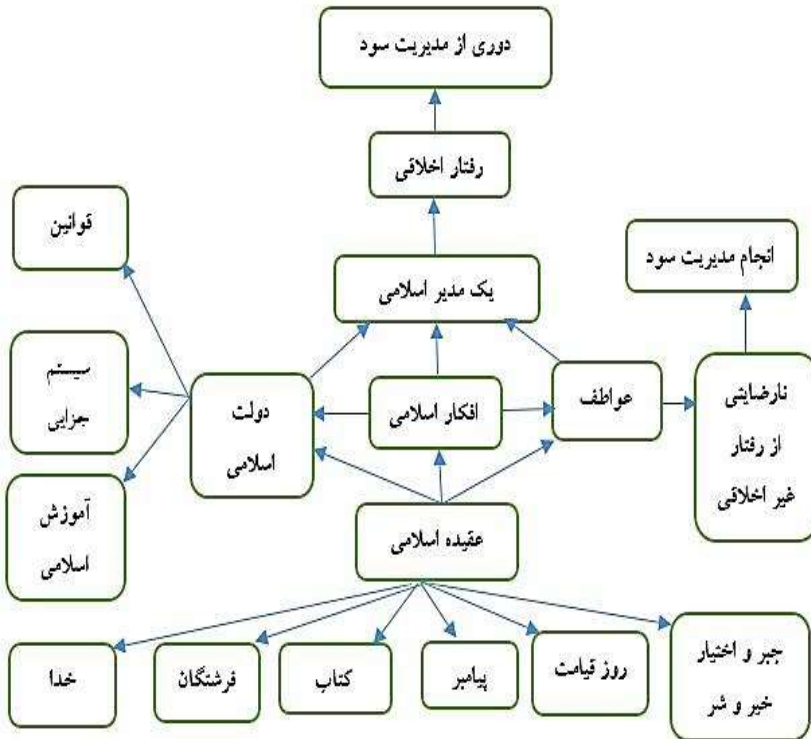 دوری از مدیریت سود
رفتار اخلاقی
قوانین
انجام مدیریت سود
یک مدیر اسلامی
سیستم
جزایی
دولت
اسلامی
افکار اسلامی
عواطف
نارضایتی
از رفتار
غیر اخلاقی
آموزش
اسلامی
عقیده اسلامی
جبر و اختیار
خیر و شر
روز قیامت
پیامبر
کتاب
فرشتگان
خدا